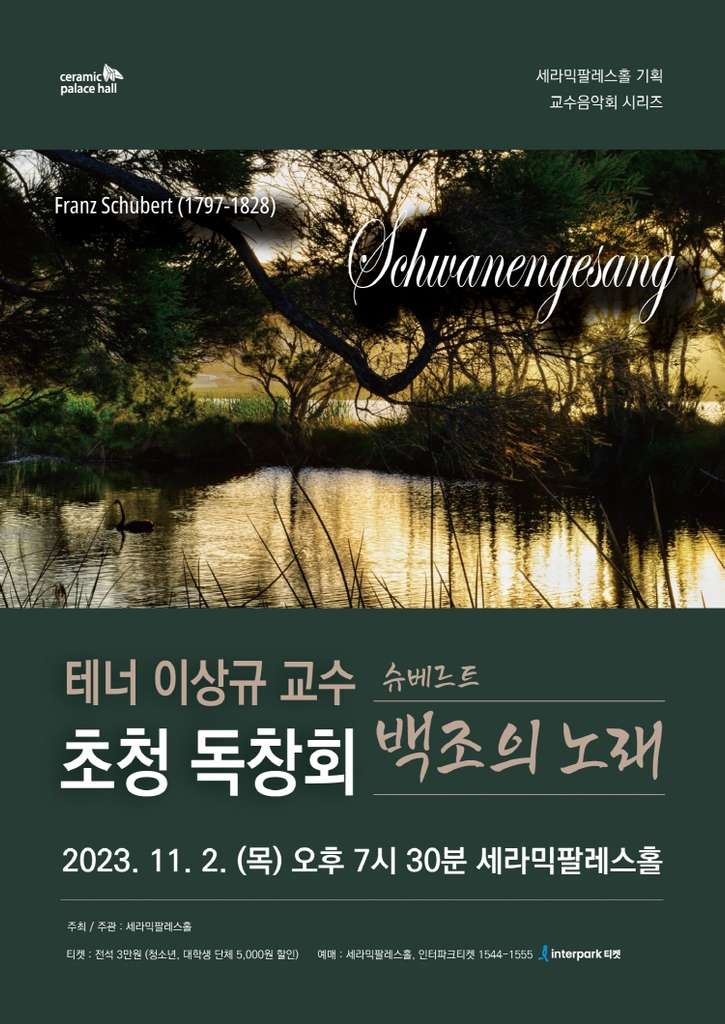 ceramic
palace hall
세라믹팔레스홀 기획
교수음악회 시리즈
Franz Schubert (1797-1828)
Schwanengesang
테너 이상규 교수
초청 독창회
슈베르트
백조의 노래
2023. 11. 2. (목) 오후 7시 30분 세라믹팔레스홀
주최 / 주관 : 세라믹팔레스홀
티켓 : 전석 3만원 (청소년, 대학생 단체 5,000원 할인) 예매 : 세라믹팔레스홀, 인터파크티켓 1544-1555 interpark 티켓